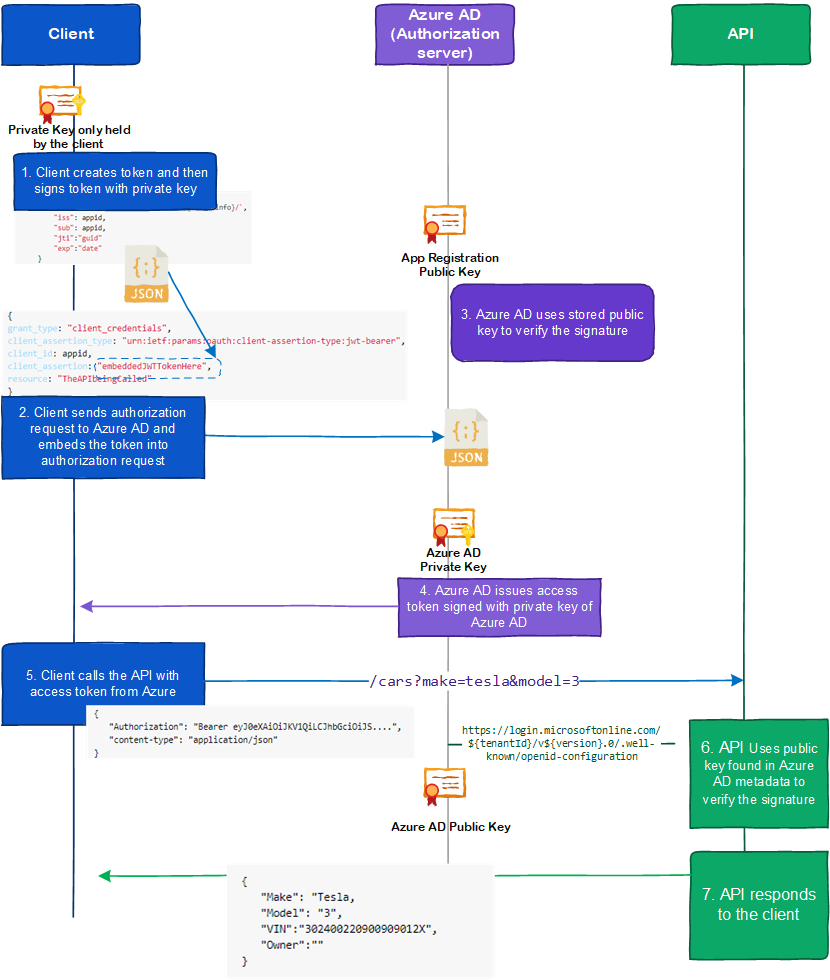 Client
Azure AD
(Authorization
server)
API
Private Key only held
by the client
1. Client creates token and then
signs token with private key
info}/`,
"iss": appid,
"sub": appid,
"jti":"guid"
"exp":"date"
}
{;}
JSON
App Registration
Public Key
3. Azure AD uses stored public
key to verify the signature
{
grant_type: "client_credentials",
client_assertion_type: "urn:ietf:params:oauth:client-assertion-type:jwt-bearer",
client_id: appid,
client_assertion:"embeddedJWTTokenHere",
resource: "TheAPIbeingCalled"
}
2. Client sends authorization
request to Azure AD and
embeds the token into
authorization request
{;}
JSON
Azure AD
Private Key
4. Azure AD issues access
token signed with private key of
Azure AD
5. Client calls the API with
access token from Azure
/cars?make=tesla&model=3
{
"Authorization": "Bearer eyJ0eXAiOiJKV1QiLCJhbGciOiJS....",
"content-type": "application/json"
}
https://login.microsoftonline.com/
${tenantId}/v${version}.0/.well-
known/openid-configuration
6. API Uses public
key found in Azure
AD metadata to
verify the signature
Azure AD Public Key
7. API responds
to the client
{
"Make": "Tesla,
"Model": "3",
"VIN":"302400220900909012X",
"Owner":""
}